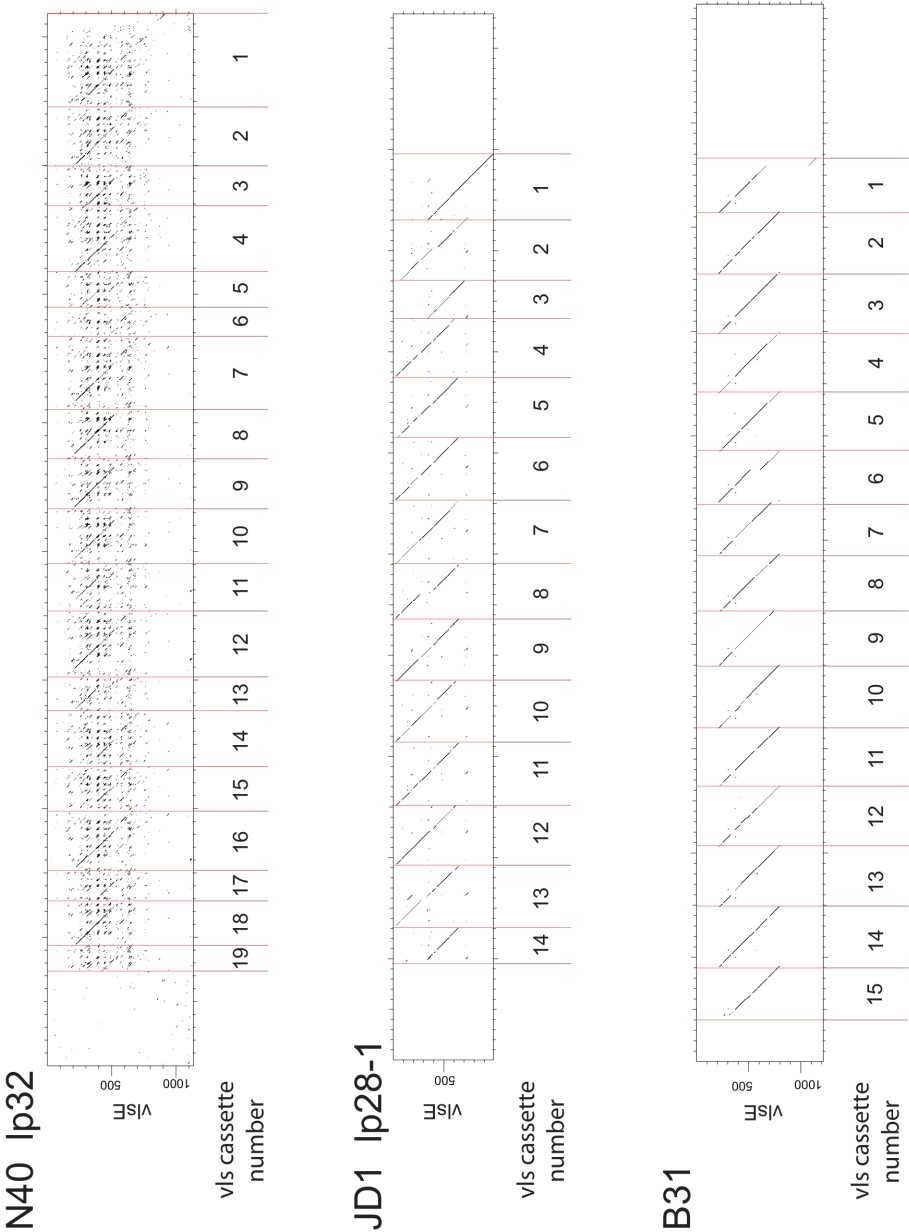 N40 lp32
vlsE
500
1000
vls cassette
number
19 18 17 16 15 14 13 12 11 10 9 8 7 6 5 4 3 2 1
JD1 lp28-1
vlsE
500
vls cassette
number
14 13 12 11 10 9 8 7 6 5 4 3 2 1
B31
vlsE
500
1000
vls cassette
number
15 14 13 12 11 10 9 8 7 6 5 4 3 2 1